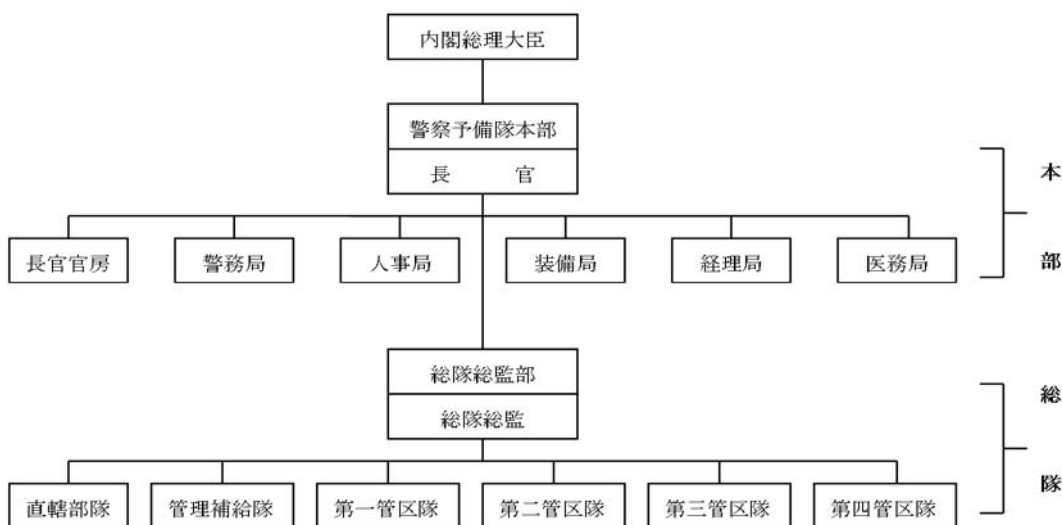 内閣総理大臣
警察予備隊本部
長　官
本部
長官官房　警務局　人事局　装備局　経理局　医務局
総隊総監部
総隊総監
総隊
直轄部隊　管理補給隊　第一管区隊　第二管区隊　第三管区隊　第四管区隊